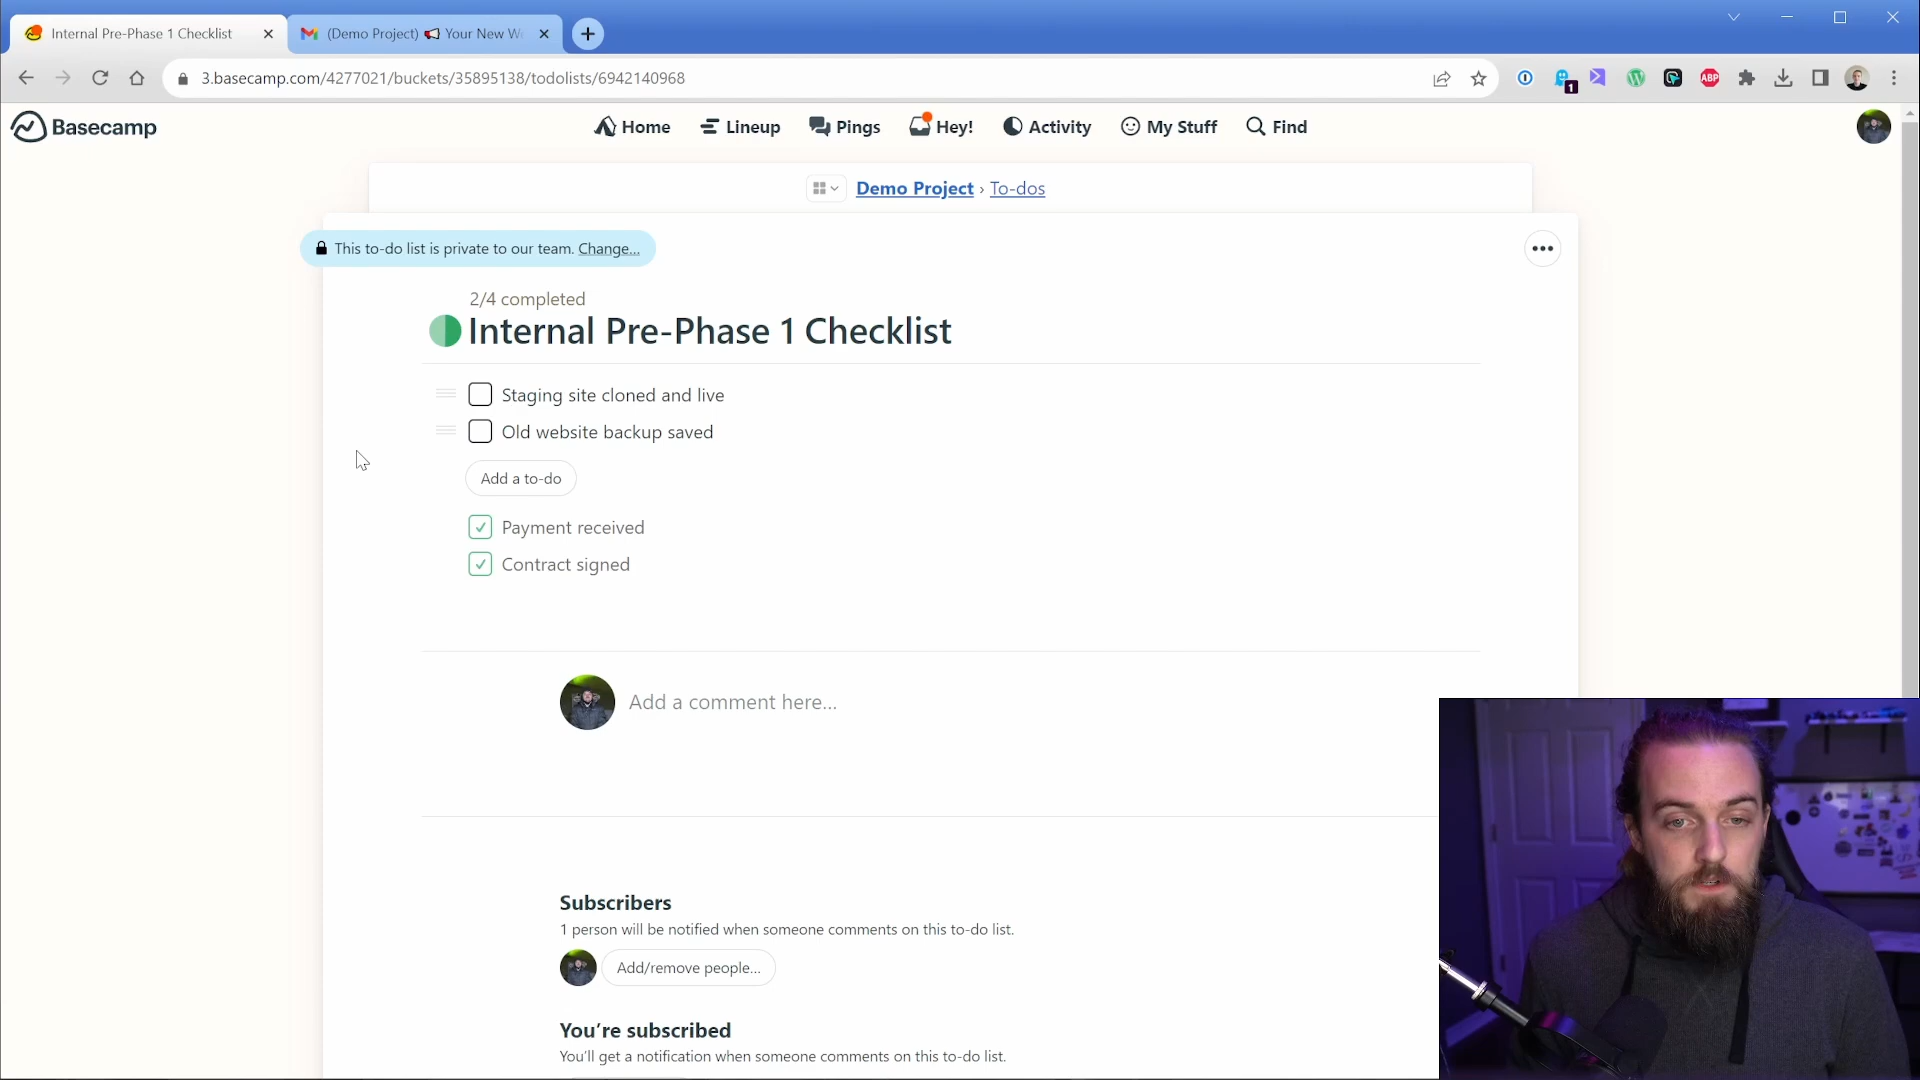 Internal Pre-Phase 1 Checklist
(Demo Project) 📢 Your New W
3.basecamp.com/4277021/buckets/35895138/todolists/6942140968
1
ABP
Basecamp
Home
Lineup
Pings
Hey!
Activity
My Stuff
Find
Demo Project › To-dos
This to-do list is private to our team. Change...
2/4 completed
Internal Pre-Phase 1 Checklist
Staging site cloned and live
Old website backup saved
Add a to-do
Payment received
Contract signed
Add a comment here...
Subscribers
1 person will be notified when someone comments on this to-do list.
Add/remove people...
You're subscribed
You'll get a notification when someone comments on this to-do list.